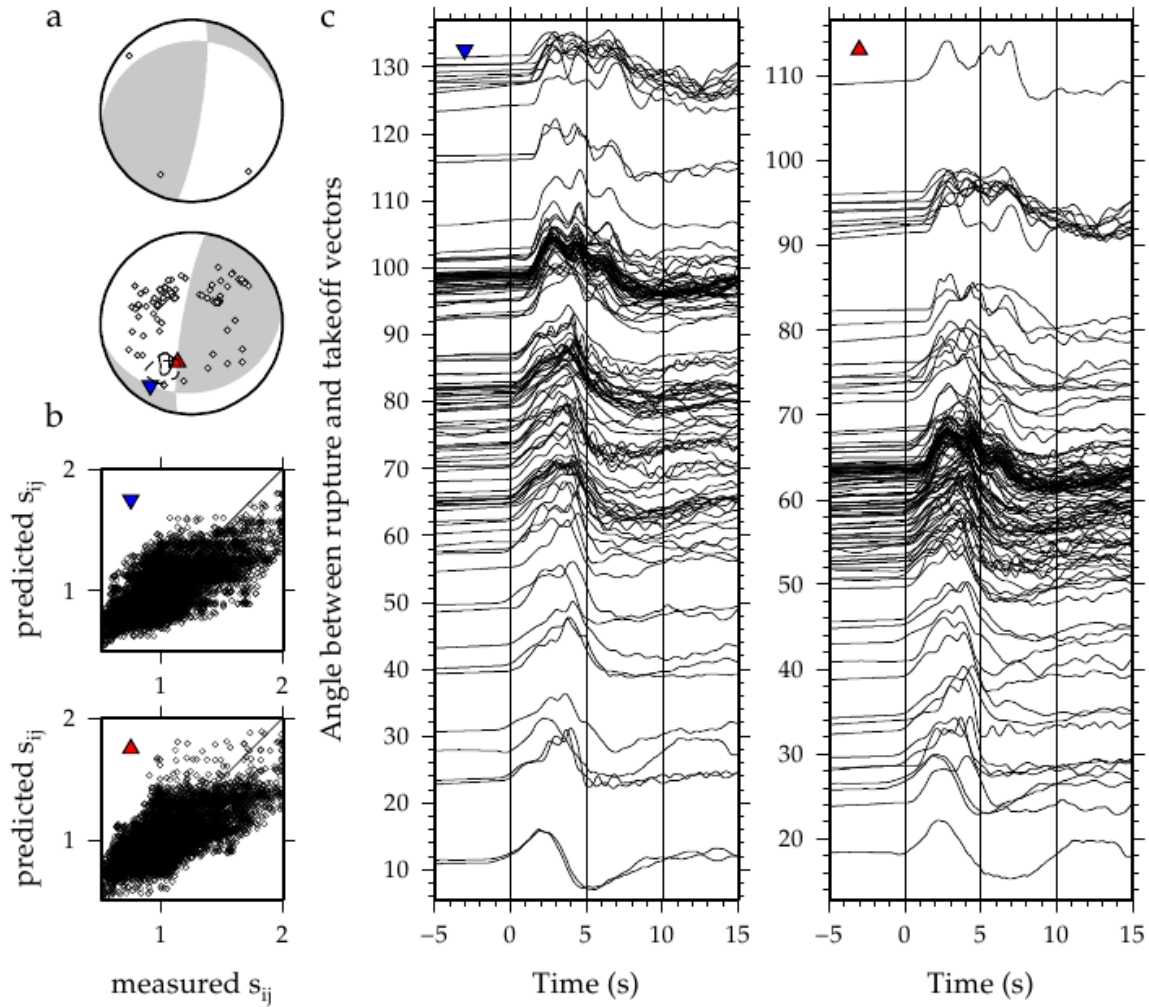 a
b
predicted s_ij
2
1
1
2
predicted s_ij
2
1
1
2
measured s_ij
c
Angle between rupture and takeoff vectors
130
120
110
100
90
80
70
60
50
40
30
20
10
−5 0 5 10 15
Time (s)
110
100
90
80
70
60
50
40
30
20
−5 0 5 10 15
Time (s)